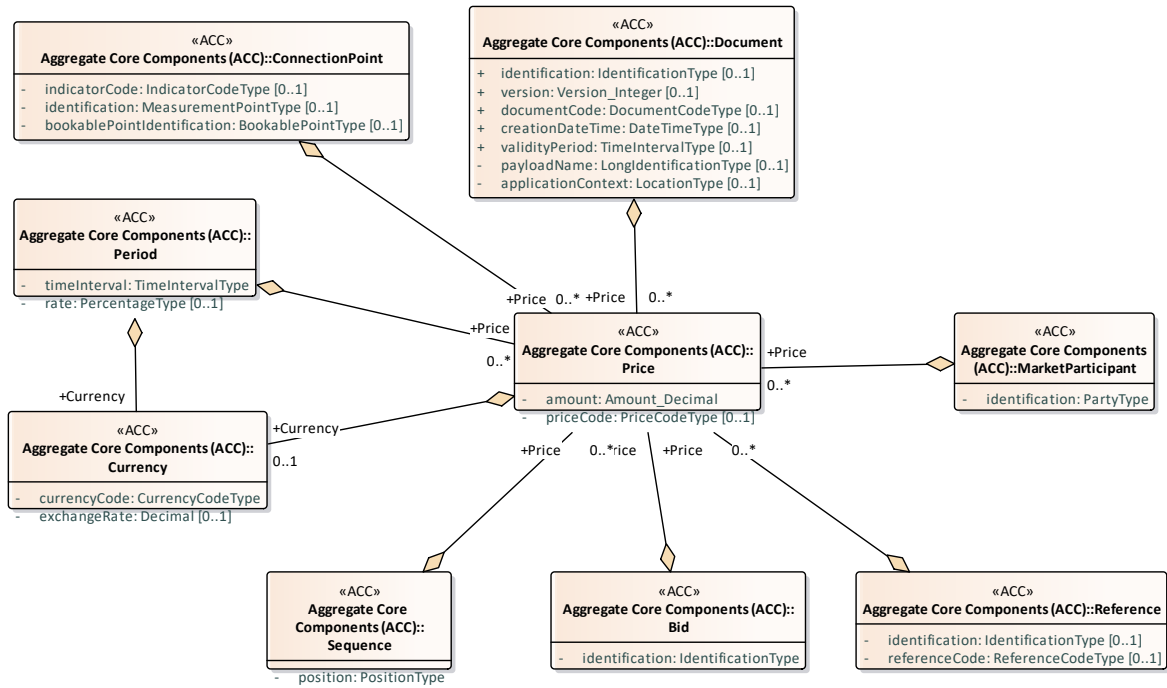 «ACC»
Aggregate Core Components (ACC)::ConnectionPoint
- indicatorCode: IndicatorCodeType [0..1]
- identification: MeasurementPointType [0..1]
- bookablePointIdentification: BookablePointType [0..1]
«ACC»
Aggregate Core Components (ACC)::Document
+ identification: IdentificationType [0..1]
+ version: Version_Integer [0..1]
+ documentCode: DocumentCodeType [0..1]
+ creationDateTime: DateTimeType [0..1]
+ validityPeriod: TimeIntervalType [0..1]
- payloadName: LongIdentificationType [0..1]
- applicationContext: LocationType [0..1]
«ACC»
Aggregate Core Components (ACC)::
Period
- timeInterval: TimeIntervalType
- rate: PercentageType [0..1]
+Price 0..* +Price 0..*
+Price
0..*
«ACC»
Aggregate Core Components (ACC)::
Price
- amount: Amount_Decimal
- priceCode: PriceCodeType [0..1]
+Price
0..*
«ACC»
Aggregate Core Components
(ACC)::MarketParticipant
- identification: PartyType
+Currency
«ACC»
Aggregate Core Components (ACC)::
Currency
- currencyCode: CurrencyCodeType
- exchangeRate: Decimal [0..1]
+Currency
0..1
+Price 0..*rice +Price 0..*
«ACC»
Aggregate Core
Components (ACC)::
Sequence
- position: PositionType
«ACC»
Aggregate Core Components (ACC)::
Bid
- identification: IdentificationType
«ACC»
Aggregate Core Components (ACC)::Reference
- identification: IdentificationType [0..1]
- referenceCode: ReferenceCodeType [0..1]